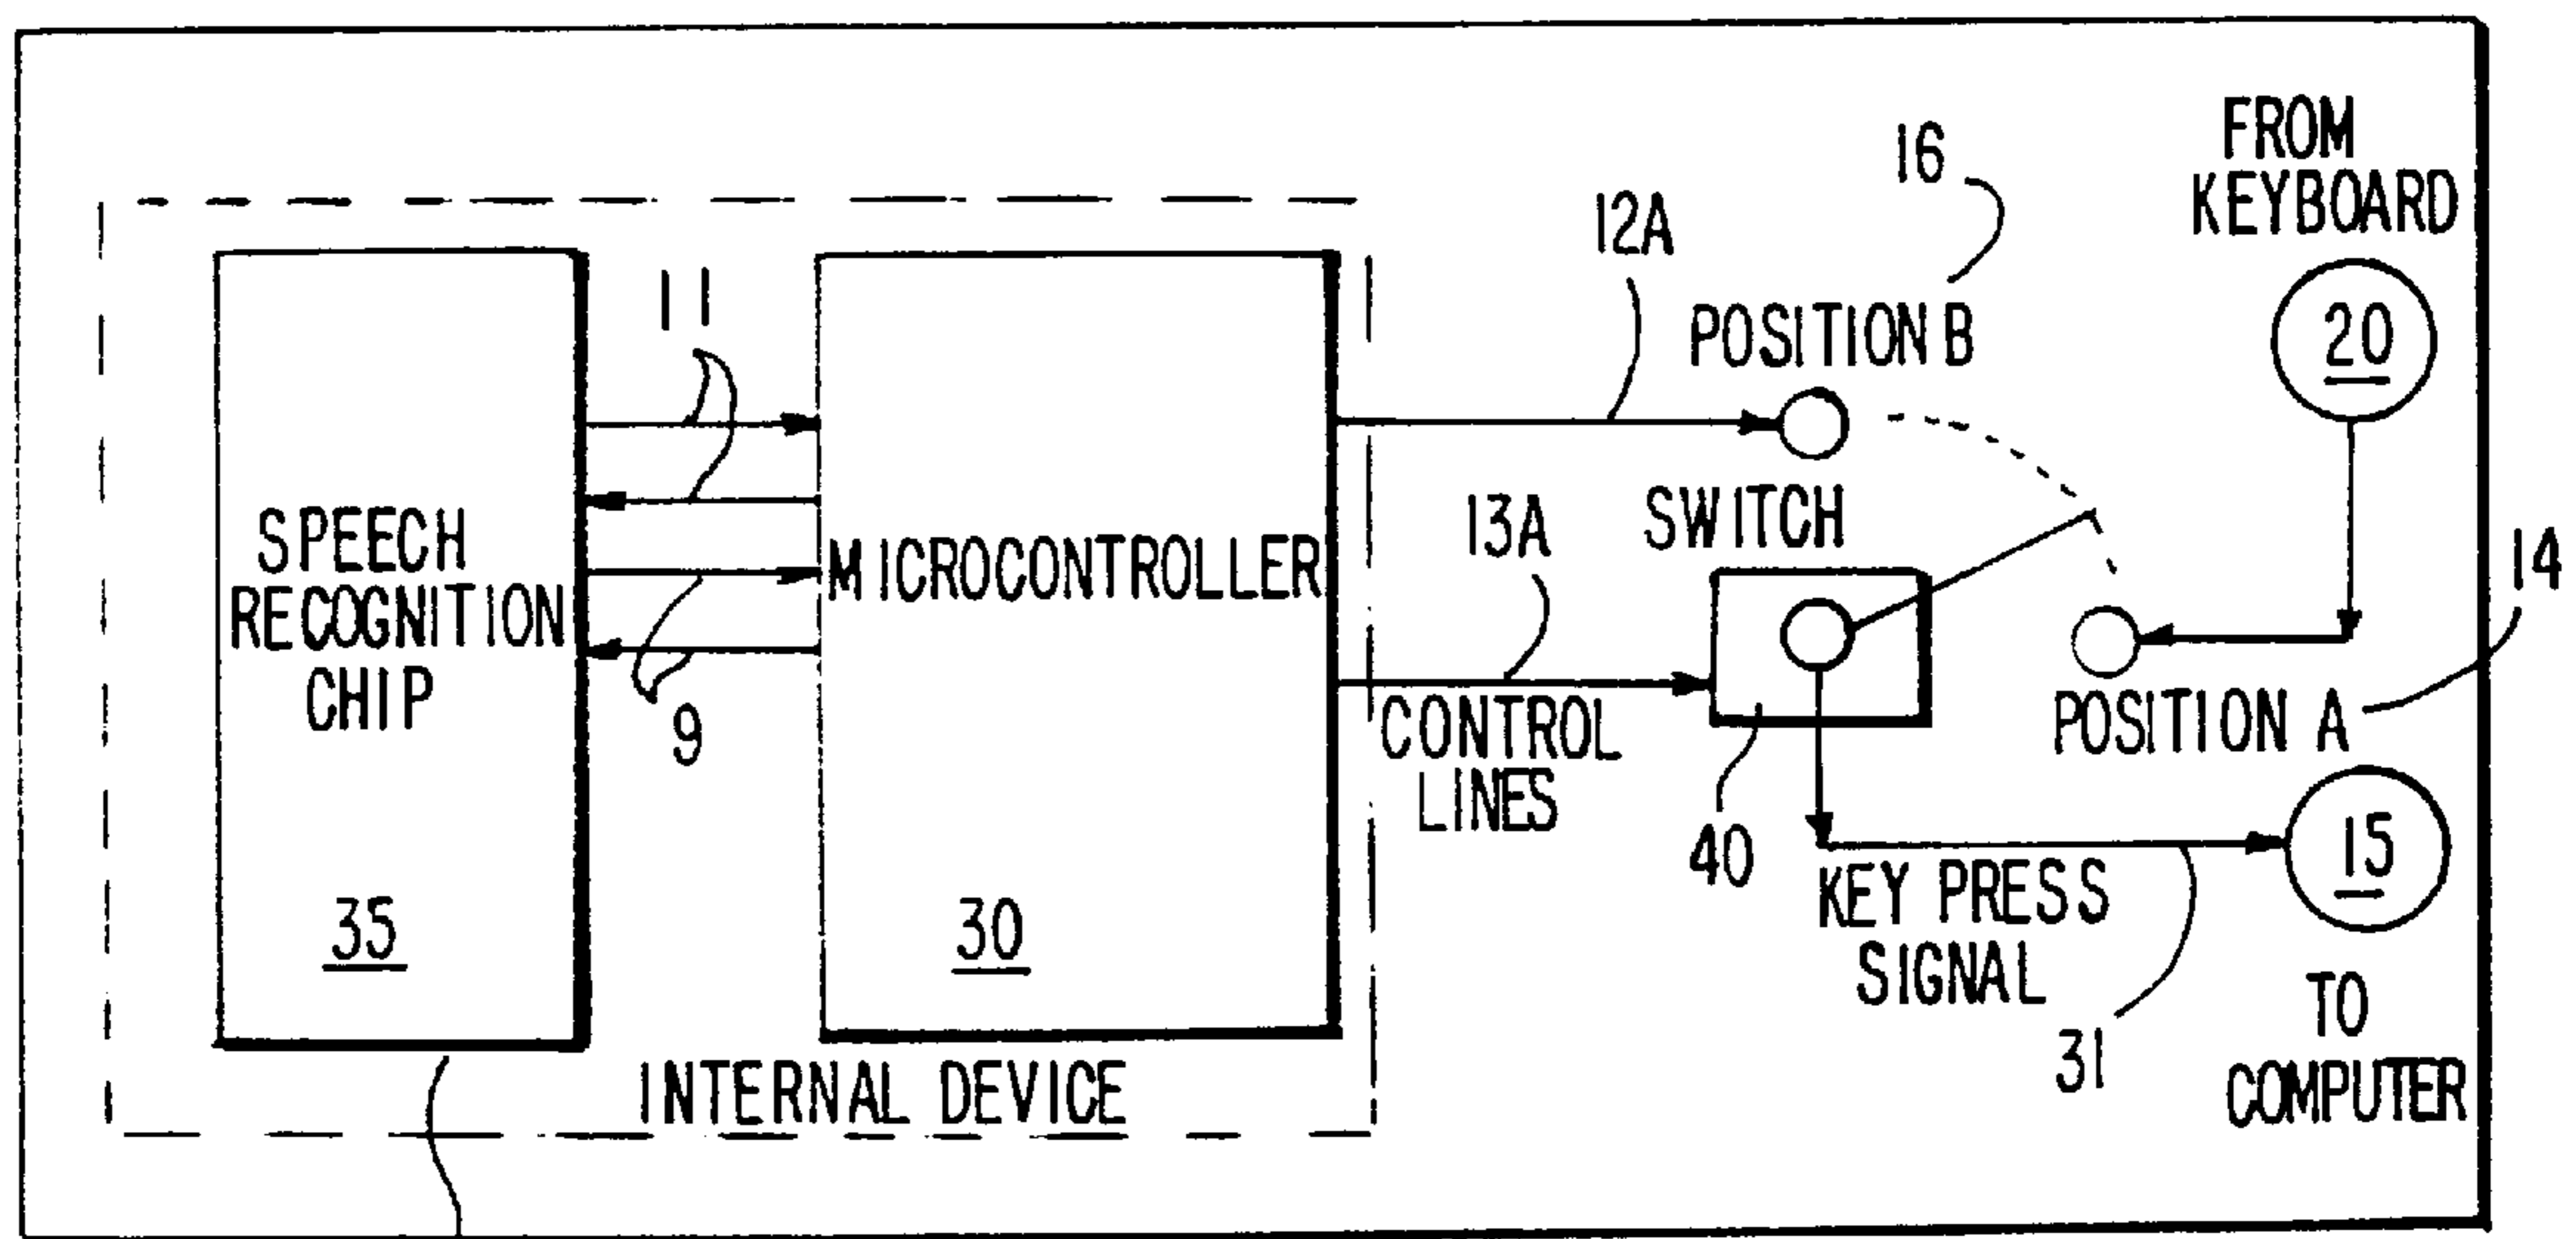 FROM
KEYBOARD
20
16
12A
POSITION B
11
SWITCH
13A
14
SPEECH
RECOGNITION
CHIP
MICROCONTROLLER
9
CONTROL
LINES
POSITION A
40
15
KEY PRESS
SIGNAL
35
30
31
TO
COMPUTER
INTERNAL DEVICE